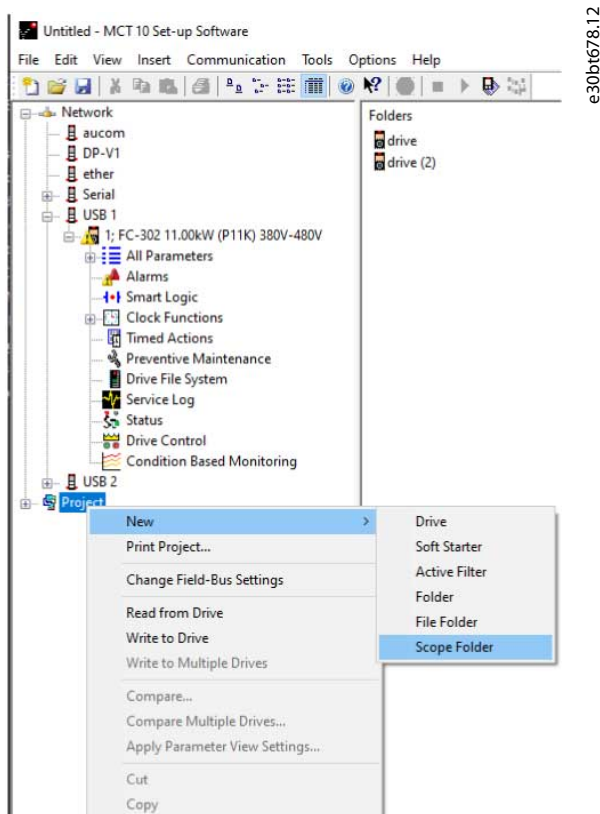 Untitled - MCT 10 Set-up Software
File Edit View Insert Communication Tools Options Help
Network
aucom
DP-V1
ether
Serial
USB 1
1; FC-302 11.00kW (P11K) 380V-480V
All Parameters
Alarms
Smart Logic
Clock Functions
Timed Actions
Preventive Maintenance
Drive File System
Service Log
Status
Drive Control
Condition Based Monitoring
USB 2
Project
Folders
drive
drive (2)
New
Print Project...
Change Field-Bus Settings
Read from Drive
Write to Drive
Write to Multiple Drives
Compare...
Compare Multiple Drives...
Apply Parameter View Settings...
Cut
Copy
Drive
Soft Starter
Active Filter
Folder
File Folder
Scope Folder
e30bt678.12